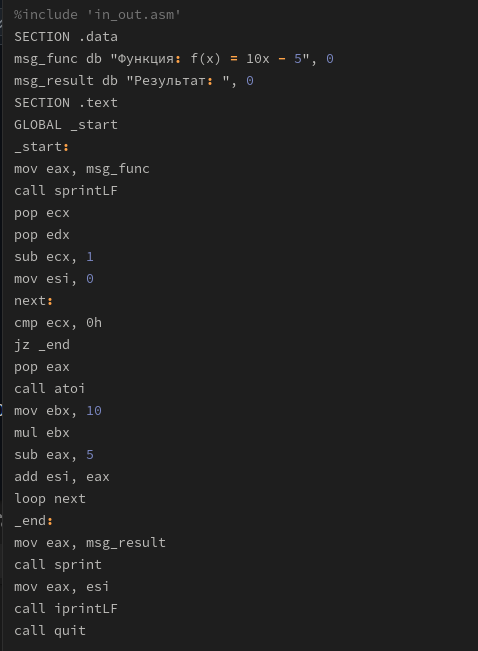 %include 'in_out.asm'
SECTION .data
msg_func db "Функция: f(x) = 10x - 5", 0
msg_result db "Результат: ", 0
SECTION .text
GLOBAL _start
_start:
mov eax, msg_func
call sprintLF
pop ecx
pop edx
sub ecx, 1
mov esi, 0
next:
cmp ecx, 0h
jz _end
pop eax
call atoi
mov ebx, 10
mul ebx
sub eax, 5
add esi, eax
loop next
_end:
mov eax, msg_result
call sprint
mov eax, esi
call iprintLF
call quit